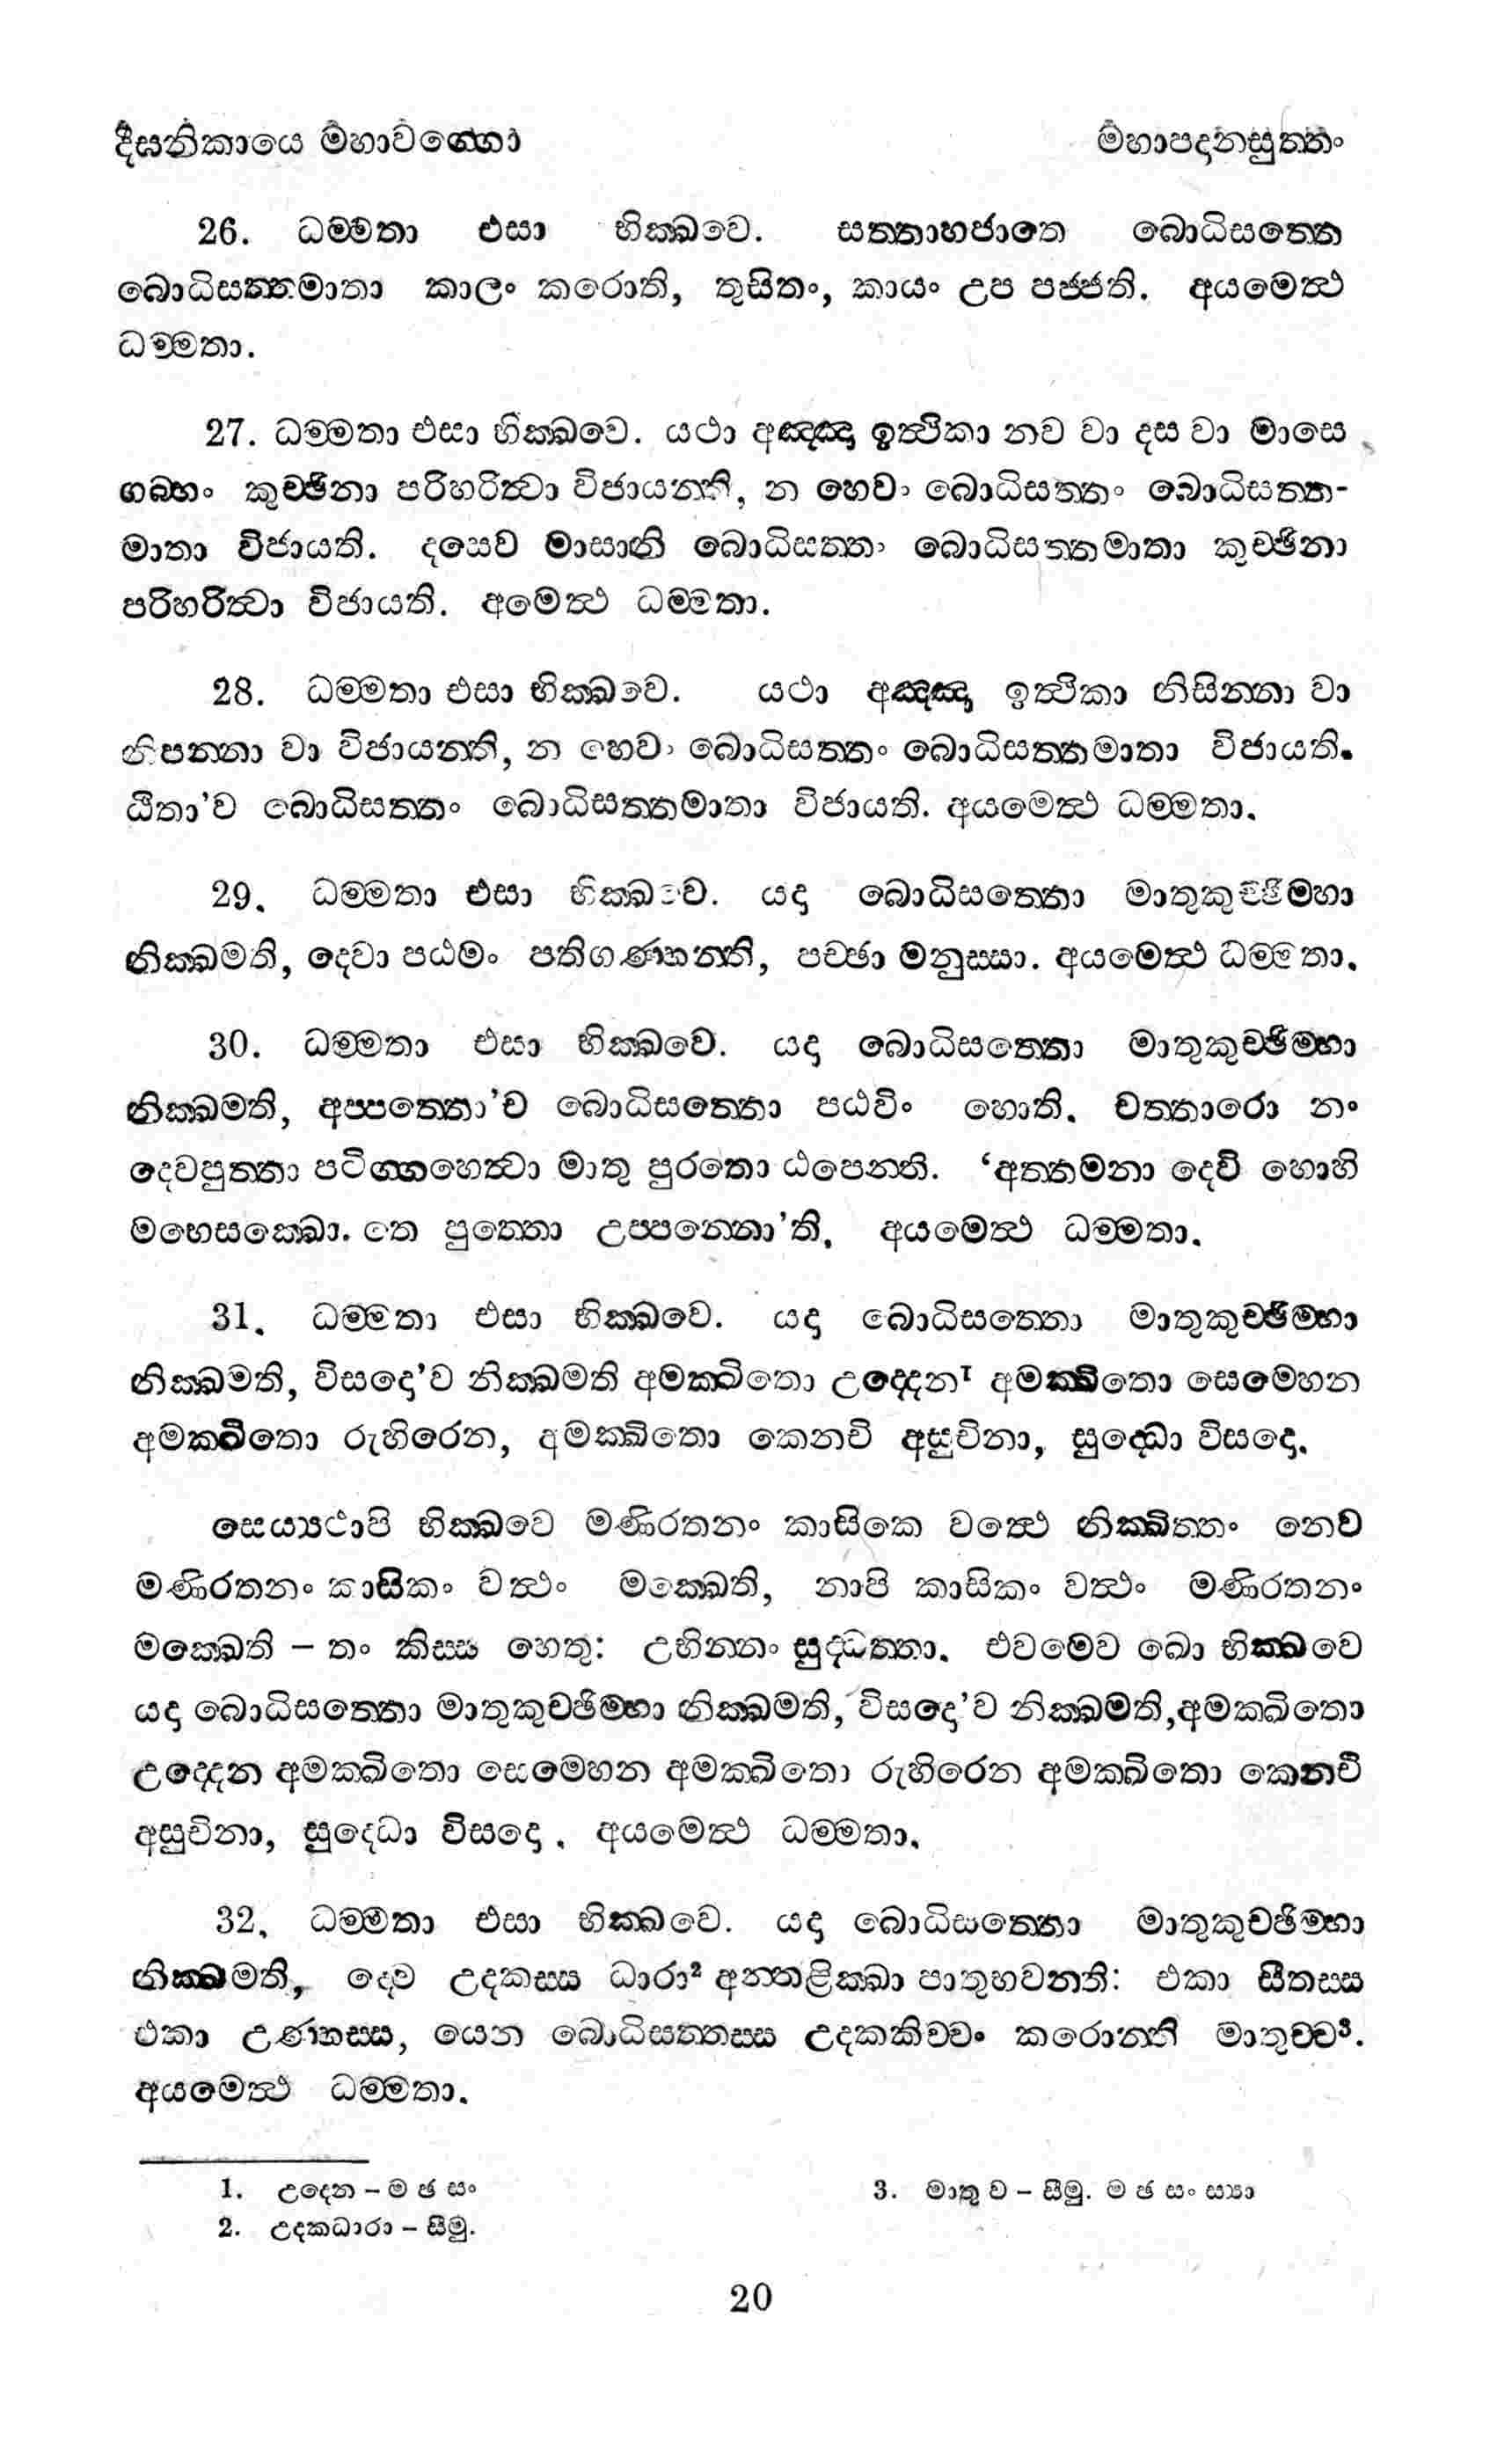 දීඝනිකායෙ මහාවග්ගො
මහාපදානසුත්තං
26. ධම්මතා එසා භික්ඛවෙ. සත්තාහජාතෙ බොධිසත්තෙ
බොධිසත්තමාතා කාලං කරොති, තුසිතං, කායං උප පජ්ජති. අයමෙත්ථ
ධම්මතා.
27. ධම්මතා එසා භික්ඛවෙ. යථා අඤ්ඤා ඉත්ථිකා නව වා දස වා මාසෙ
ගබ්භං කුච්ඡිනා පරිහරිත්වා විජායන්ති, න හෙවං බොධිසත්තං බොධිසත්ත-
මාතා විජායති. දසෙව මාසානි බොධිසත්තං බොධිසත්තමාතා කුච්ඡිනා
පරිහරිත්වා විජායති. අමෙත්ථ ධම්මතා.
28. ධම්මතා එසා භික්ඛවෙ. යථා අඤ්ඤා ඉත්ථිකා නිසින්නා වා
නිපන්නා වා විජායන්ති, න හෙවං බොධිසත්තං බොධිසත්තමාතා විජායති.
ඨිතා’ව බොධිසත්තං බොධිසත්තමාතා විජායති. අයමෙත්ථ ධම්මතා.
29. ධම්මතා එසා භික්ඛවෙ. යදා බොධිසත්තො මාතුකුච්ඡිම්හා
නික්ඛමති, දෙවා පඨමං පතිගණ්හන්ති, පච්ඡා මනුස්සා. අයමෙත්ථ ධම්මතා.
30. ධම්මතා එසා භික්ඛවෙ. යදා බොධිසත්තො මාතුකුච්ඡිම්හා
නික්ඛමති, අප්පත්තො’ච බොධිසත්තො පඨවිං හොති. චත්තාරො නං
දෙවපුත්තා පටිග්ගහෙත්වා මාතු පුරතො ඨපෙන්ති. ‘අත්තමනා දෙවි හොහි
මහෙසක්ඛො. තෙ පුත්තො උප්පන්නො’ති. අයමෙත්ථ ධම්මතා.
31. ධම්මතා එසා භික්ඛවෙ. යදා බොධිසත්තො මාතුකුච්ඡිම්හා
නික්ඛමති, විසදො’ව නික්ඛමති අමක්ඛිතො උද්දෙන¹ අමක්ඛිතො සෙම්හෙන
අමක්ඛිතො රුහිරෙන, අමක්ඛිතො කෙනචි අසුචිනා, සුද්ධො විසදො.
සෙය්‍යථාපි භික්ඛවෙ මණිරතනං කාසිකෙ වත්ථෙ නික්ඛිත්තං නෙව
මණිරතනං කාසිකං වත්ථං මක්ඛෙති, නාපි කාසිකං වත්ථං මණිරතනං
මක්ඛෙති – තං කිස්ස හෙතු: උභින්නං සුද්ධත්තා. එවමෙව ඛො භික්ඛවෙ
යදා බොධිසත්තො මාතුකුච්ඡිම්හා නික්ඛමති, විසදො’ව නික්ඛමති,අමක්ඛිතො
උද්දෙන අමක්ඛිතො සෙම්හෙන අමක්ඛිතො රුහිරෙන අමක්ඛිතො කෙනචි
අසුචිනා, සුද්ධො විසදො. අයමෙත්ථ ධම්මතා.
32. ධම්මතා එසා භික්ඛවෙ. යදා බොධිසත්තො මාතුකුච්ඡිම්හා
නික්ඛමති, ද්වෙ උදකස්ස ධාරා² අන්තළික්ඛා පාතුභවන්ති: එකා සීතස්ස
එකා උණ්හස්ස, යෙන බොධිසත්තස්ස උදකකිච්චං කරොන්ති මාතුච්ච³.
අයමෙත්ථ ධම්මතා.
1. උදෙන – ම ඡ සං
3. මාතු ච – සීමු. ම ඡ සං ස්‍යා
2. උදකධාරා – සීමු.
20